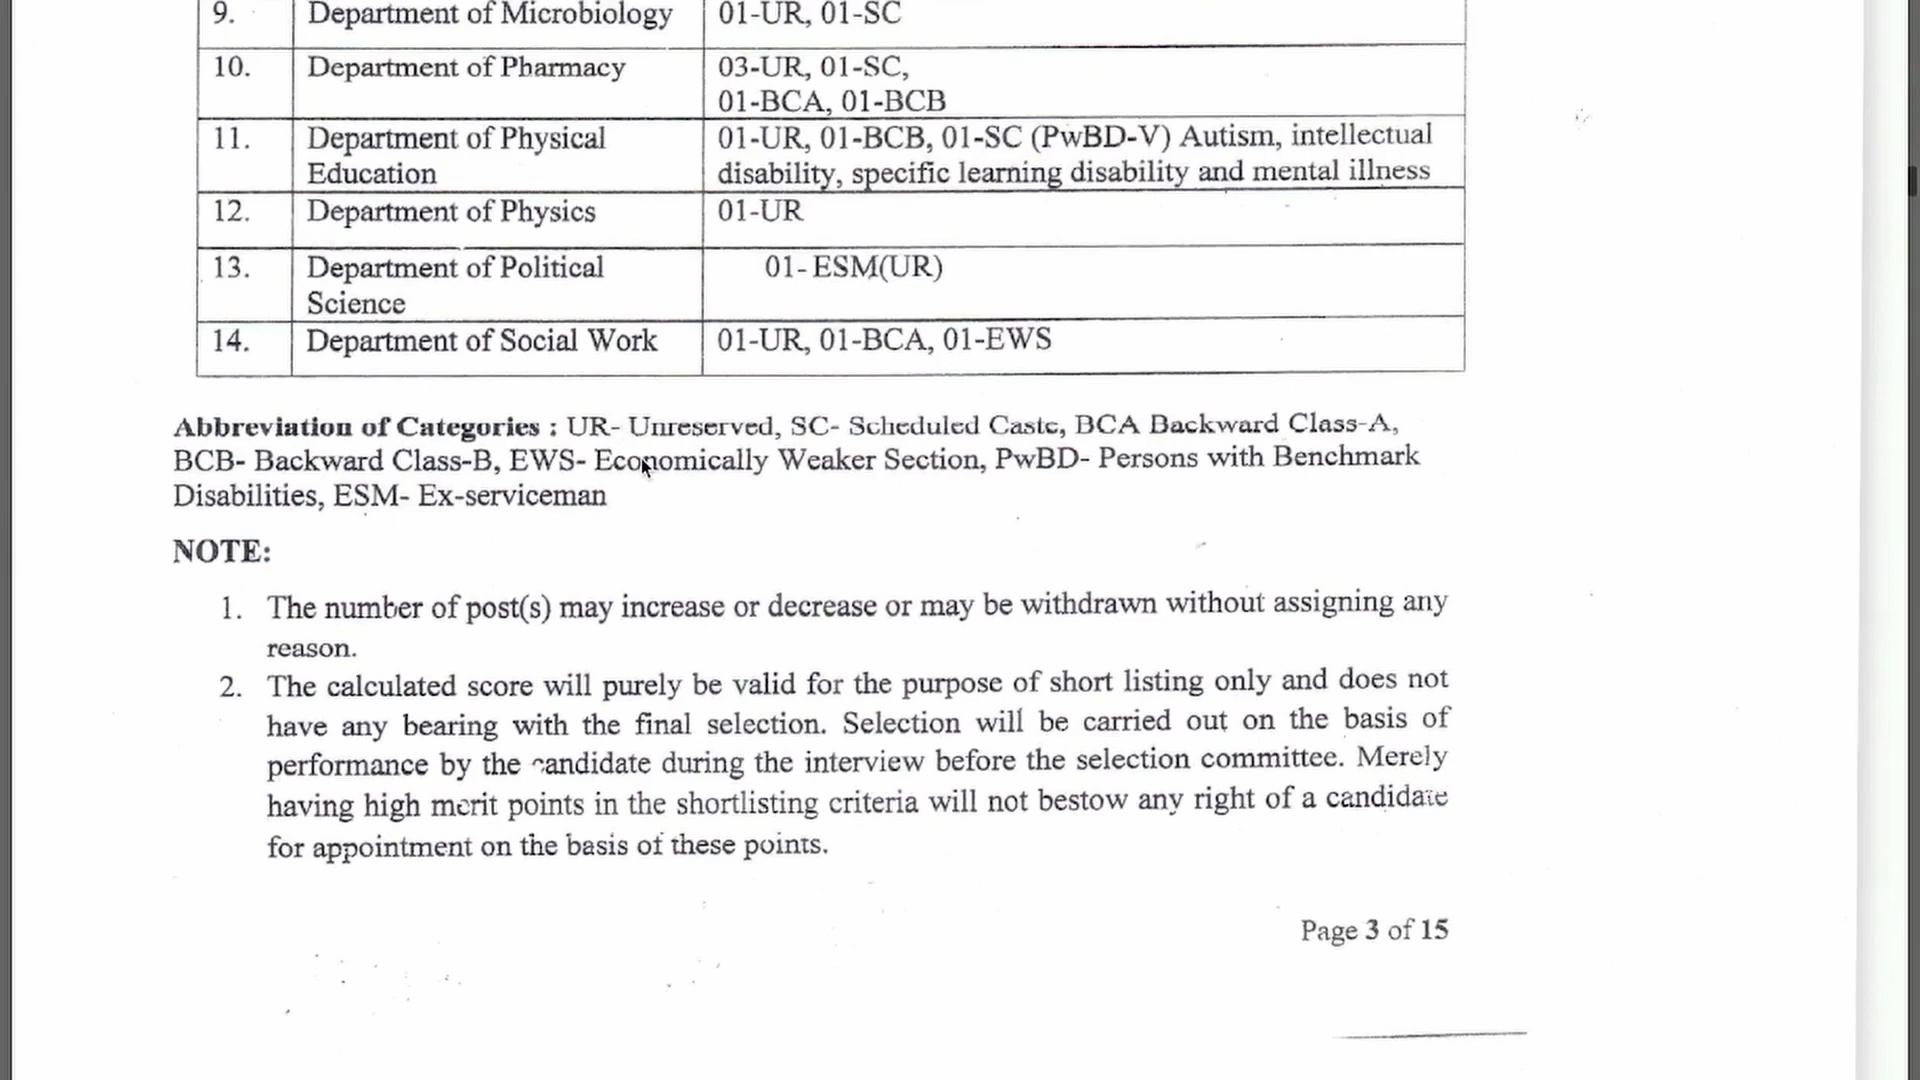 9. Department of Microbiology 01-UR, 01-SC
10. Department of Pharmacy 03-UR, 01-SC,
01-BCA, 01-BCB
11. Department of Physical 01-UR, 01-BCB, 01-SC (PwBD-V) Autism, intellectual
Education disability, specific learning disability and mental illness
12. Department of Physics 01-UR
13. Department of Political 01- ESM(UR)
Science
14. Department of Social Work 01-UR, 01-BCA, 01-EWS
Abbreviation of Categories : UR- Unreserved, SC- Scheduled Caste, BCA Backward Class-A,
BCB- Backward Class-B, EWS- Economically Weaker Section, PwBD- Persons with Benchmark
Disabilities, ESM- Ex-serviceman
NOTE:
1. The number of post(s) may increase or decrease or may be withdrawn without assigning any
reason.
2. The calculated score will purely be valid for the purpose of short listing only and does not
have any bearing with the final selection. Selection will be carried out on the basis of
performance by the candidate during the interview before the selection committee. Merely
having high merit points in the shortlisting criteria will not bestow any right of a candidate
for appointment on the basis of these points.
Page 3 of 15